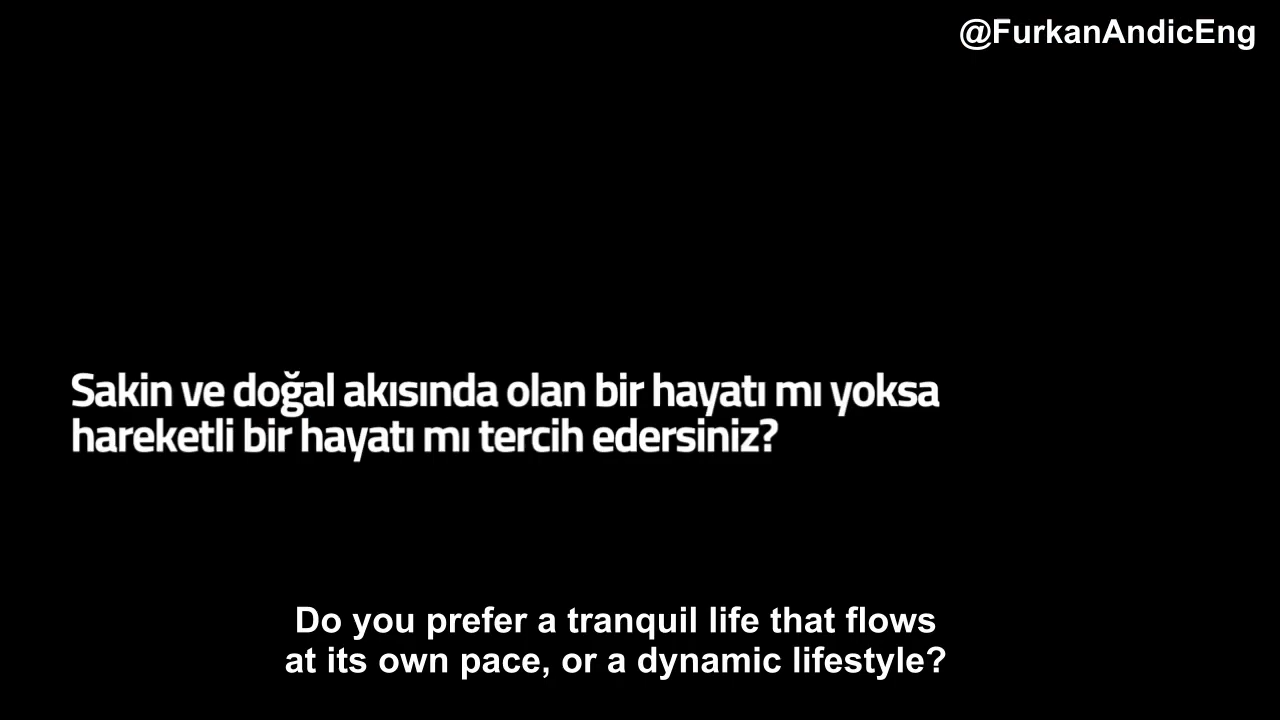 @FurkanAndicEng
Sakin ve doğal akısında olan bir hayatı mı yoksa
hareketli bir hayatı mı tercih edersiniz?
Do you prefer a tranquil life that flows
at its own pace, or a dynamic lifestyle?